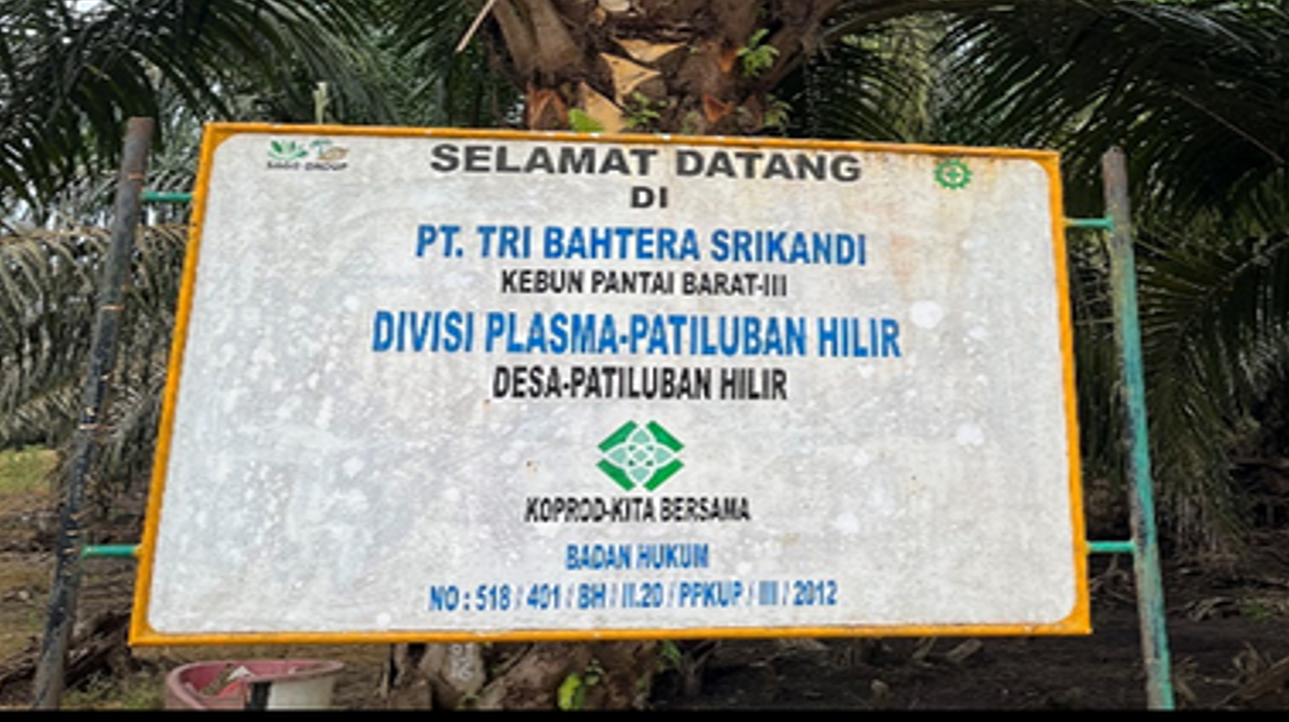 SELAMAT DATANG
DI
PT. TRI BAHTERA SRIKANDI
KEBUN PANTAI BARAT-III
DIVISI PLASMA-PATILUBAN HILIR
DESA-PATILUBAN HILIR
KOPROD-KITA BERSAMA
BADAN HUKUM
NO : 518 / 401 / BH / II.20 / PPKUP / III / 2012